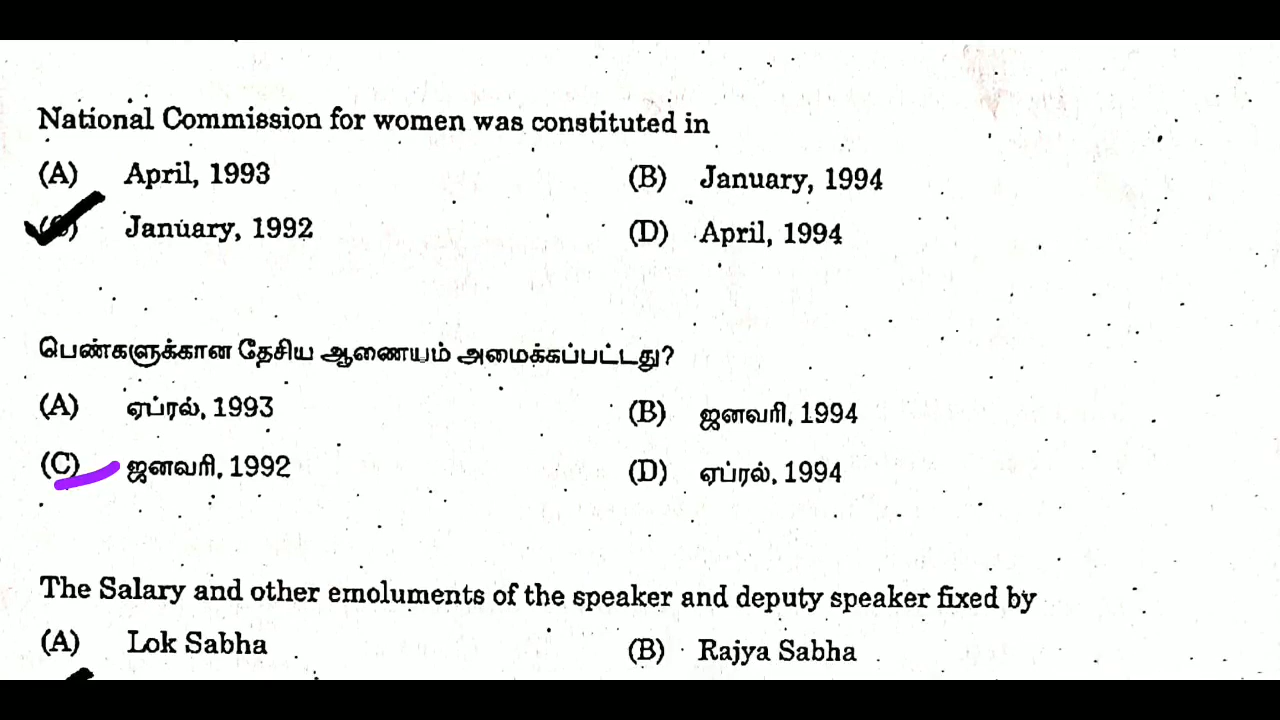 National Commission for women was constituted in
(A) April, 1993 (B) January, 1994
(C) January, 1992 (D) April, 1994
பெண்களுக்கான தேசிய ஆணையம் அமைக்கப்பட்டது?
(A) ஏப்ரல், 1993 (B) ஜனவரி, 1994
(C) ஜனவரி, 1992 (D) ஏப்ரல், 1994
The Salary and other emoluments of the speaker and deputy speaker fixed by
(A) Lok Sabha (B) Rajya Sabha